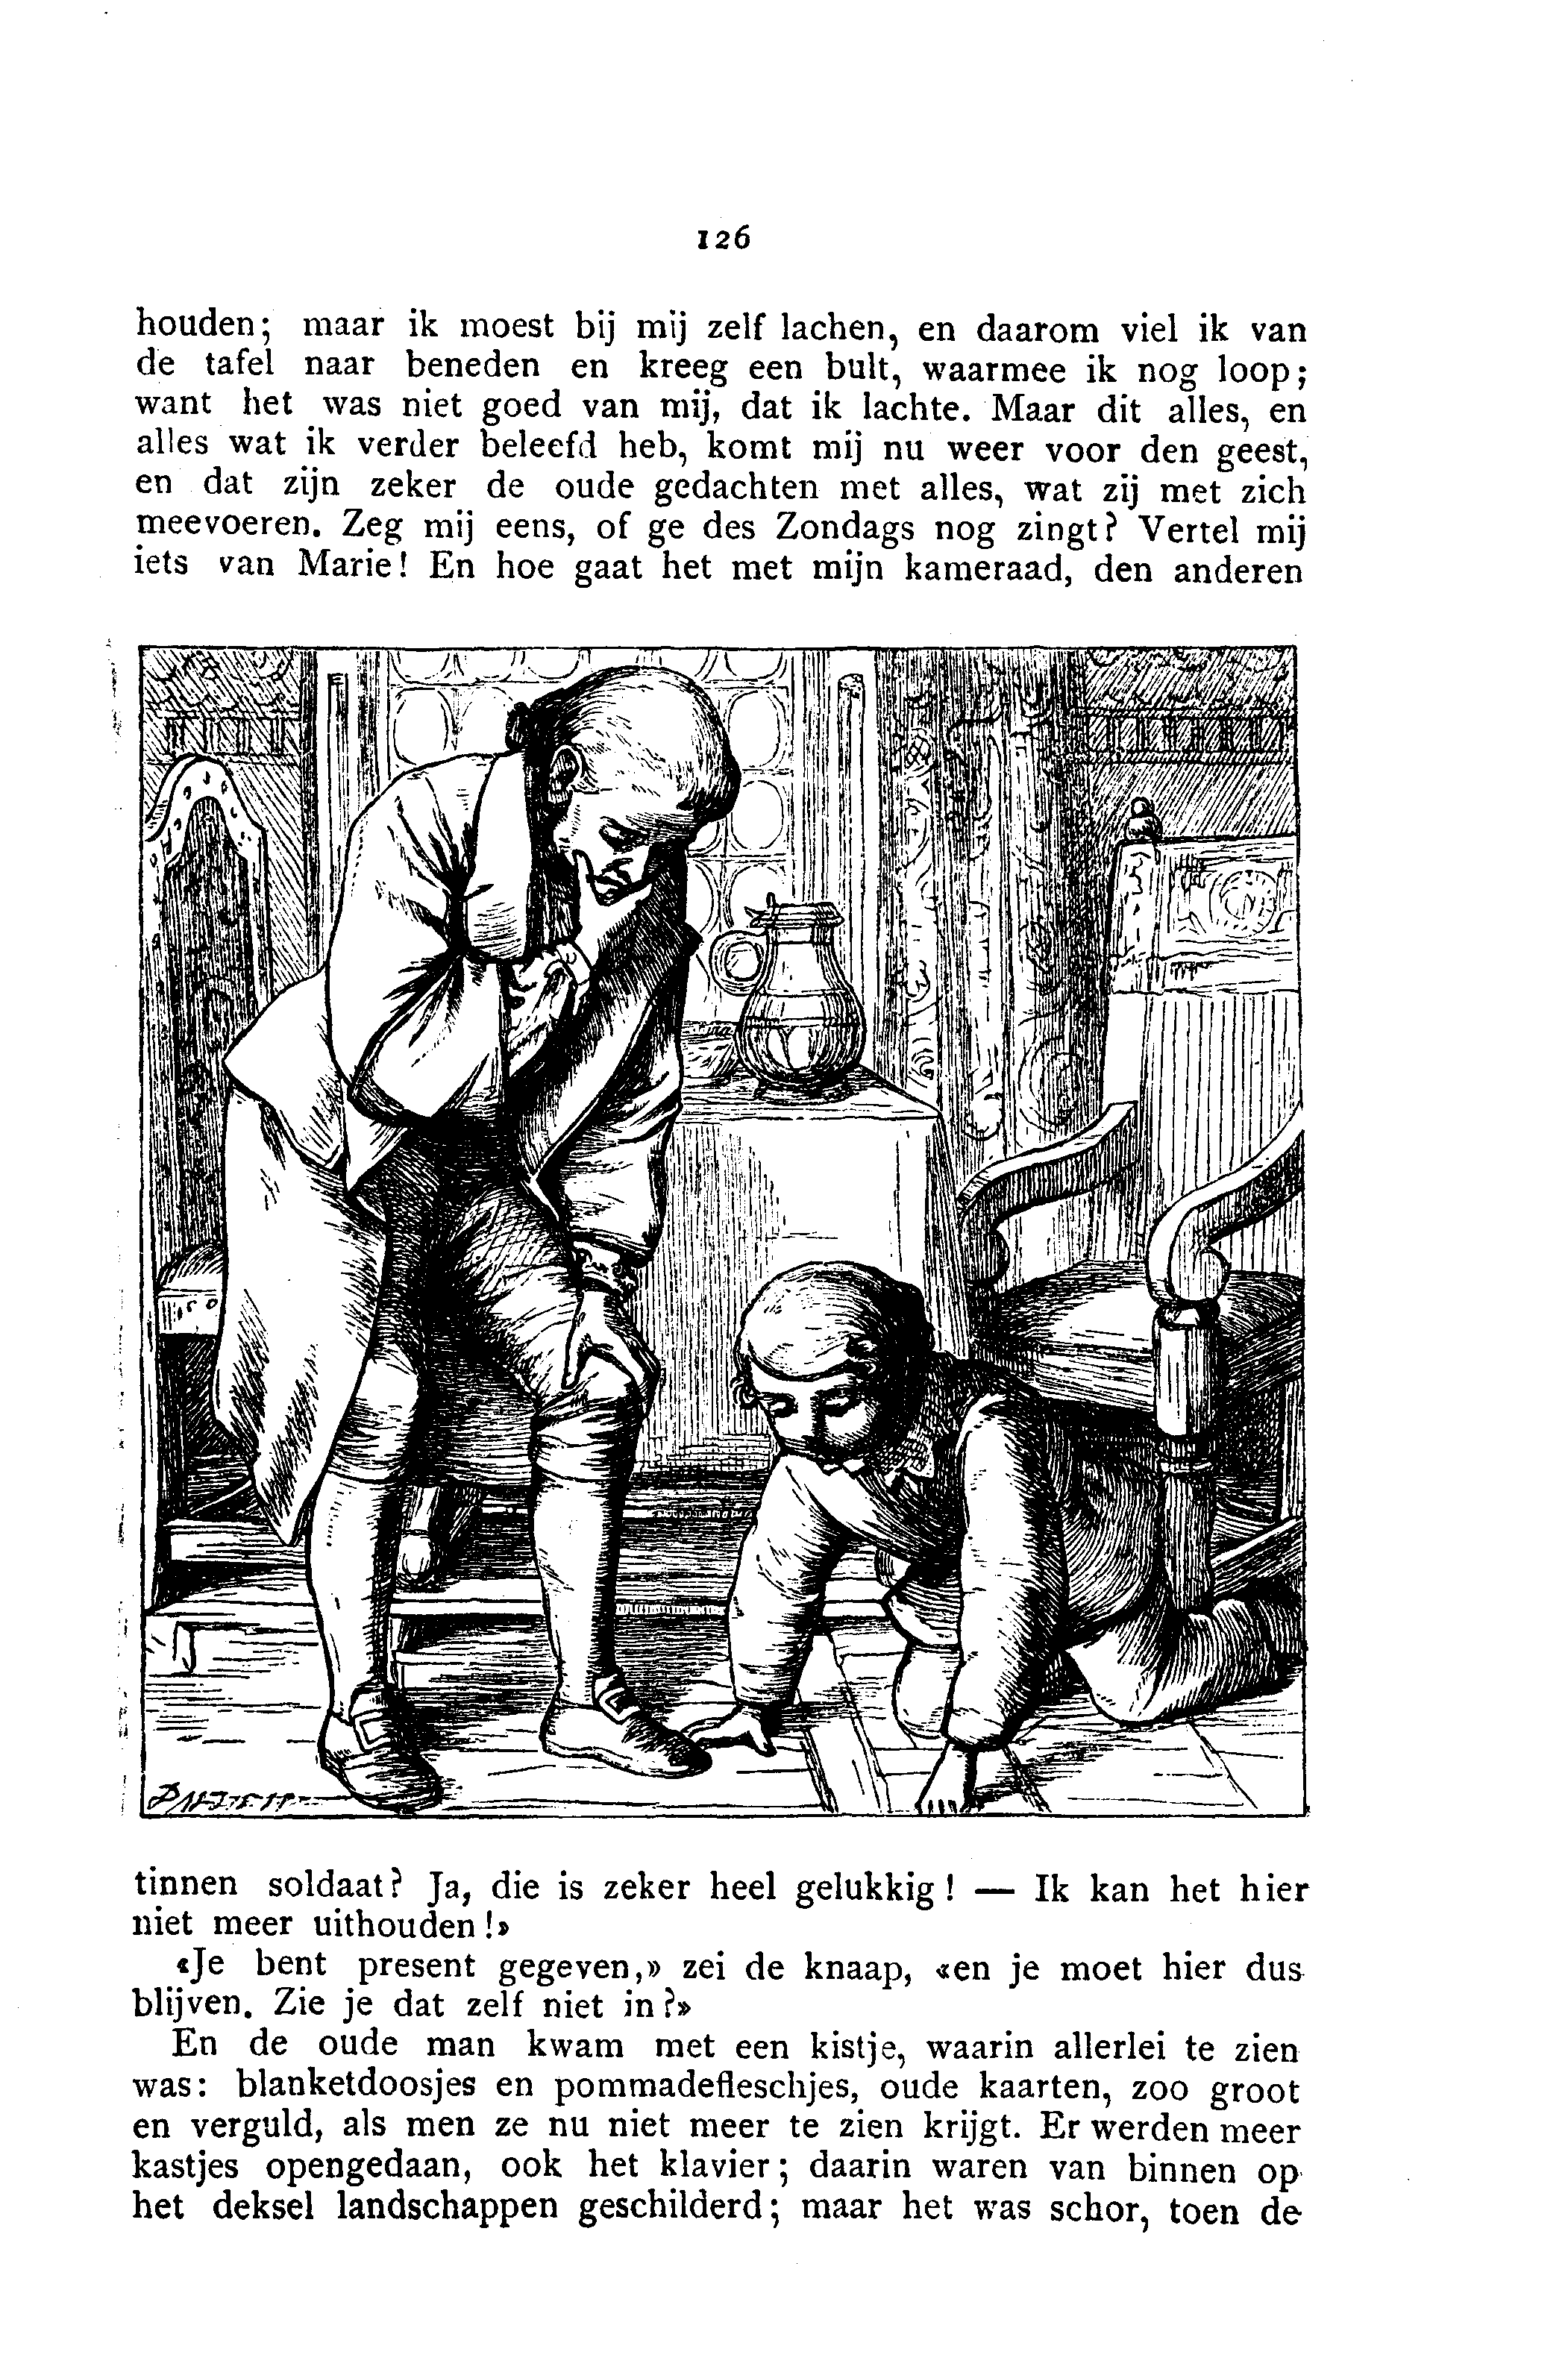 126
houden; maar ik moest bij mij zelf lachen, en daarom viel ik van
de tafel naar beneden en kreeg een bult, waarmee ik nog loop;
want het was niet goed van mij, dat ik lachte. Maar dit alles, en
alles wat ik verder beleefd heb, komt mij nu weer voor den geest,
en dat zijn zeker de oude gedachten met alles, wat zij met zich
meevoeren. Zeg mij eens, of ge des Zondags nog zingt? Vertel mij
iets van Marie! En hoe gaat het met mijn kameraad, den anderen
tinnen soldaat? Ja, die is zeker heel gelukkig! — Ik kan het hier
niet meer uithouden!»
«Je bent present gegeven,» zei de knaap, «en je moet hier dus
blijven. Zie je dat zelf niet in?»
En de oude man kwam met een kistje, waarin allerlei te zien
was: blanketdoosjes en pommadefleschjes, oude kaarten, zoo groot
en verguld, als men ze nu niet meer te zien krijgt. Er werden meer
kastjes opengedaan, ook het klavier; daarin waren van binnen op
het deksel landschappen geschilderd; maar het was schor, toen de